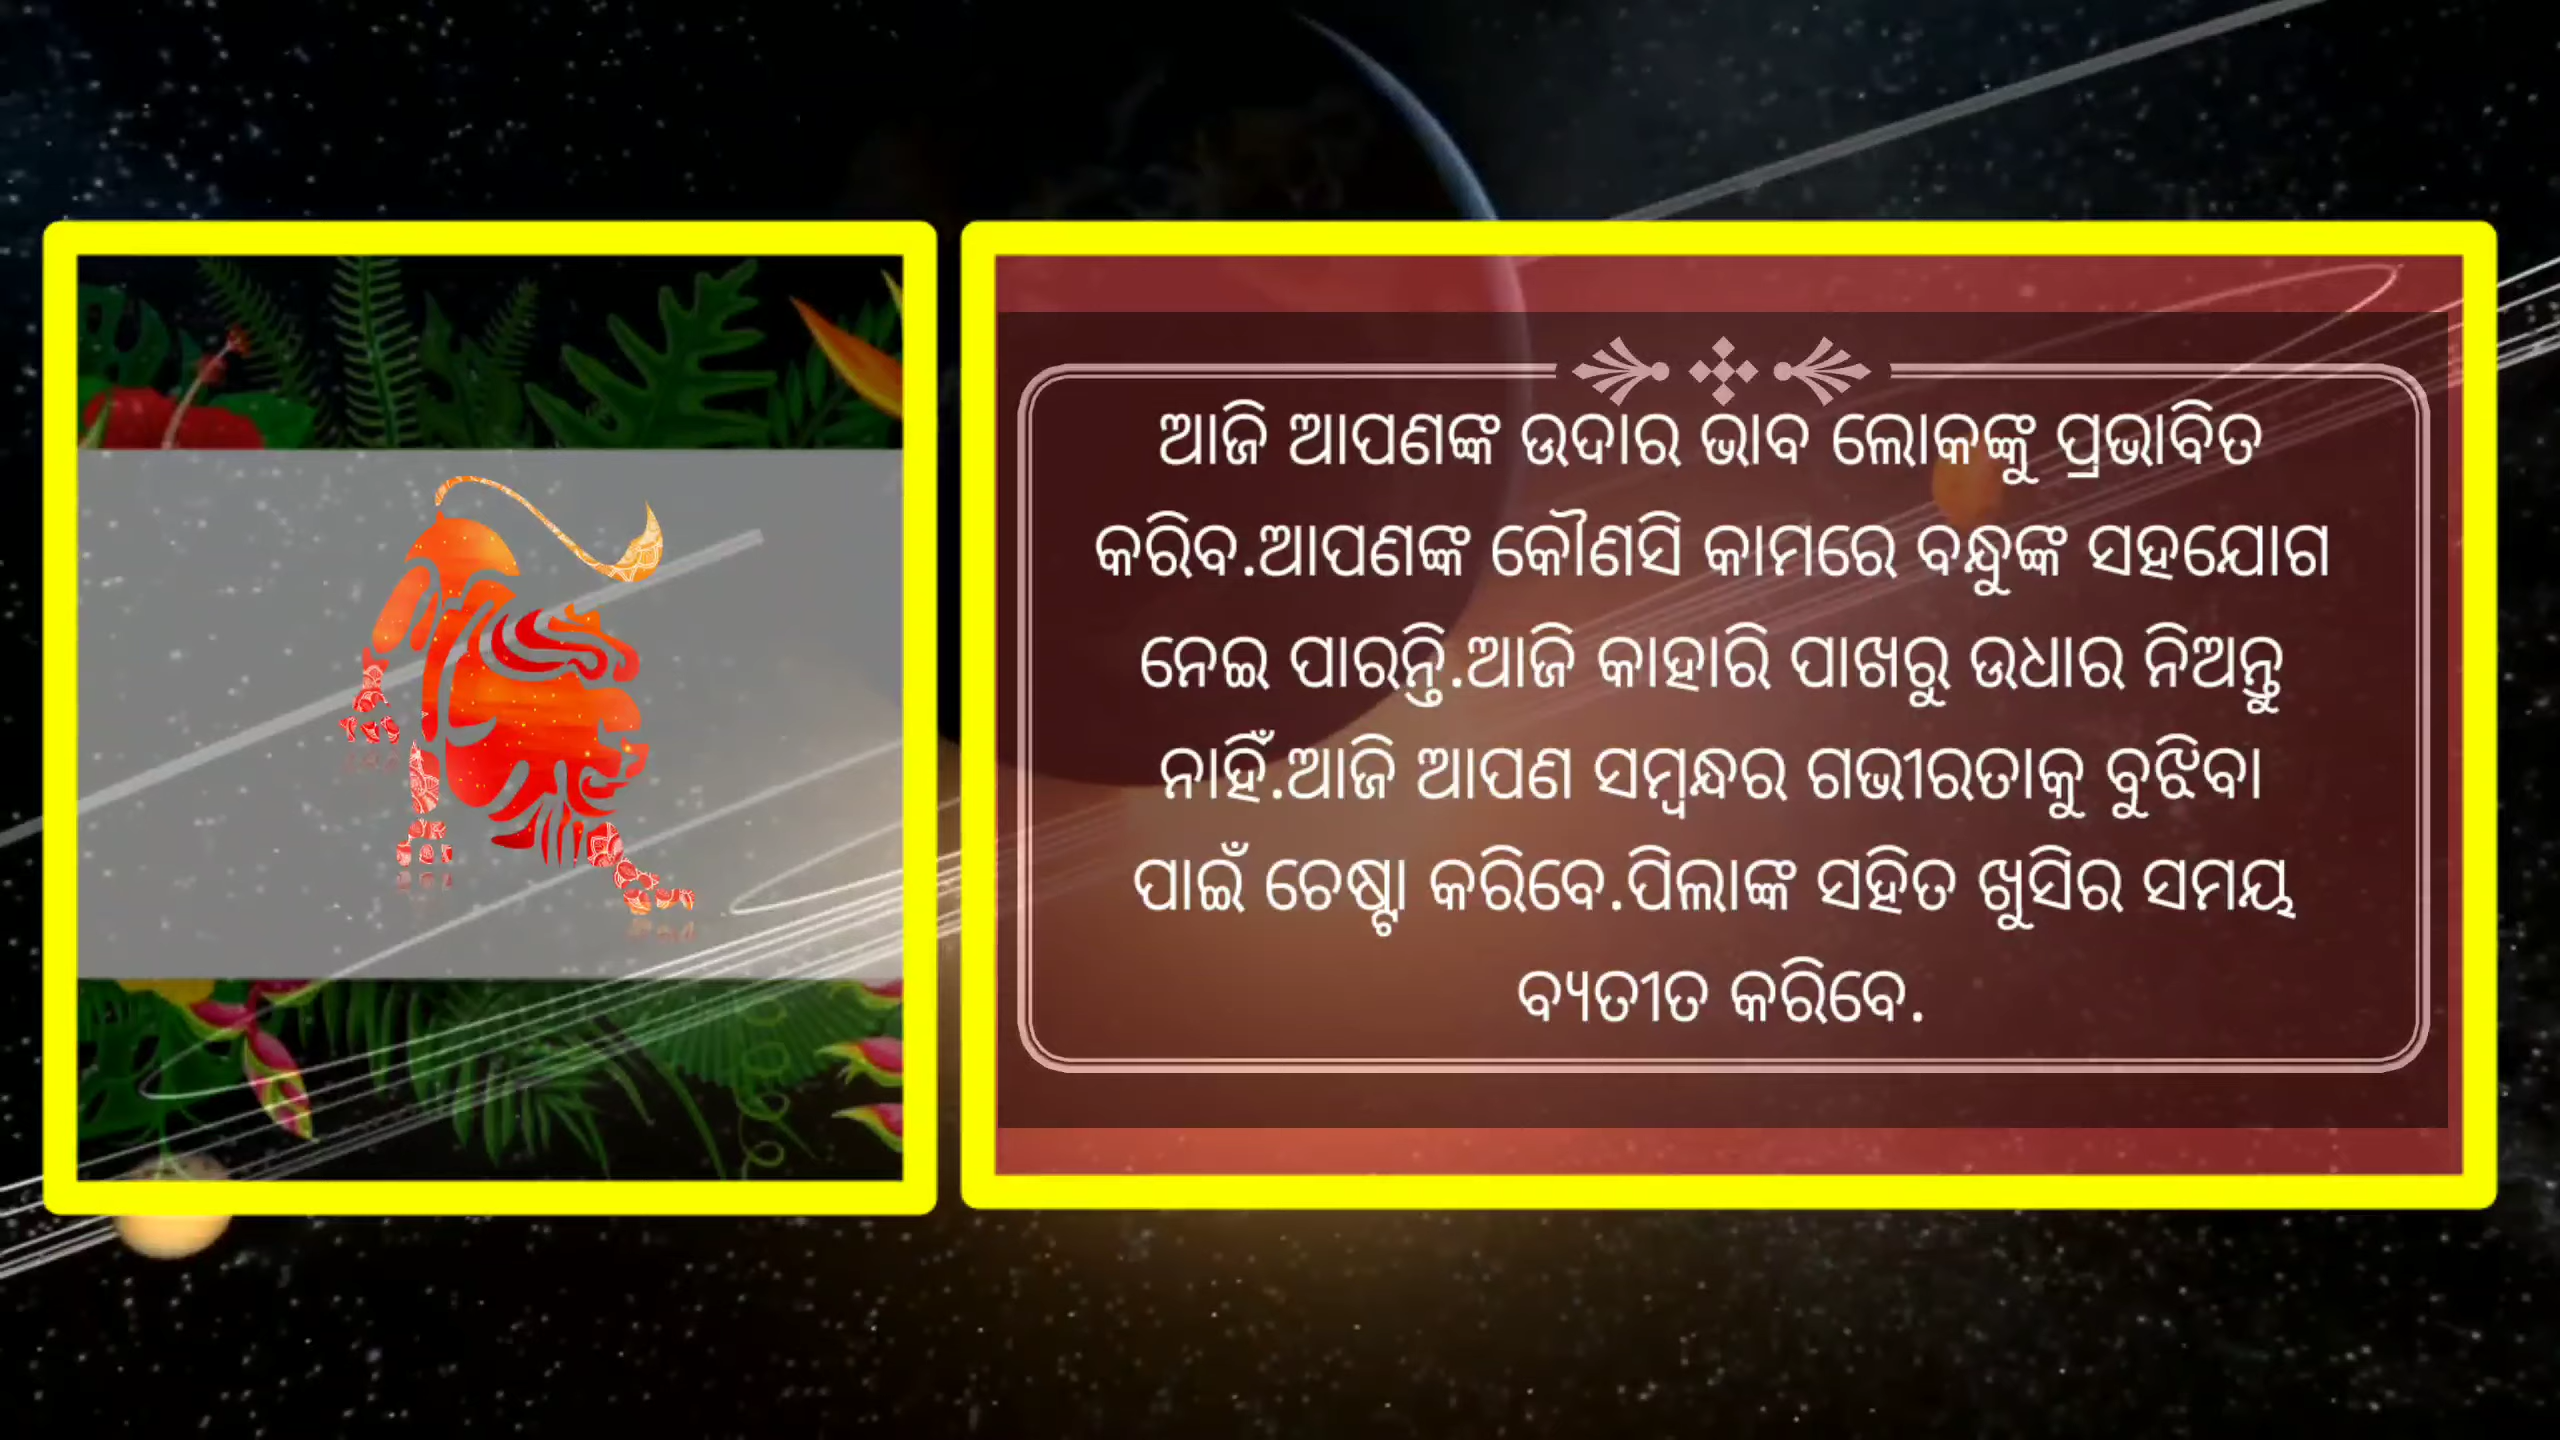 ଆଜି ଆପଣଙ୍କ ଉଦାର ଭାବ ଲୋକଙ୍କୁ ପ୍ରଭାବିତ
କରିବ.ଆପଣଙ୍କ କୌଣସି କାମରେ ବନ୍ଧୁଙ୍କ ସହଯୋଗ
ନେଇ ପାରନ୍ତି.ଆଜି କାହାରି ପାଖରୁ ଉଧାର ନିଅନ୍ତୁ
ନାହିଁ.ଆଜି ଆପଣ ସମ୍ବନ୍ଧର ଗଭୀରତାକୁ ବୁଝିବା
ପାଇଁ ଚେଷ୍ଟା କରିବେ.ପିଲାଙ୍କ ସହିତ ଖୁସିର ସମୟ
ବ୍ୟତୀତ କରିବେ.